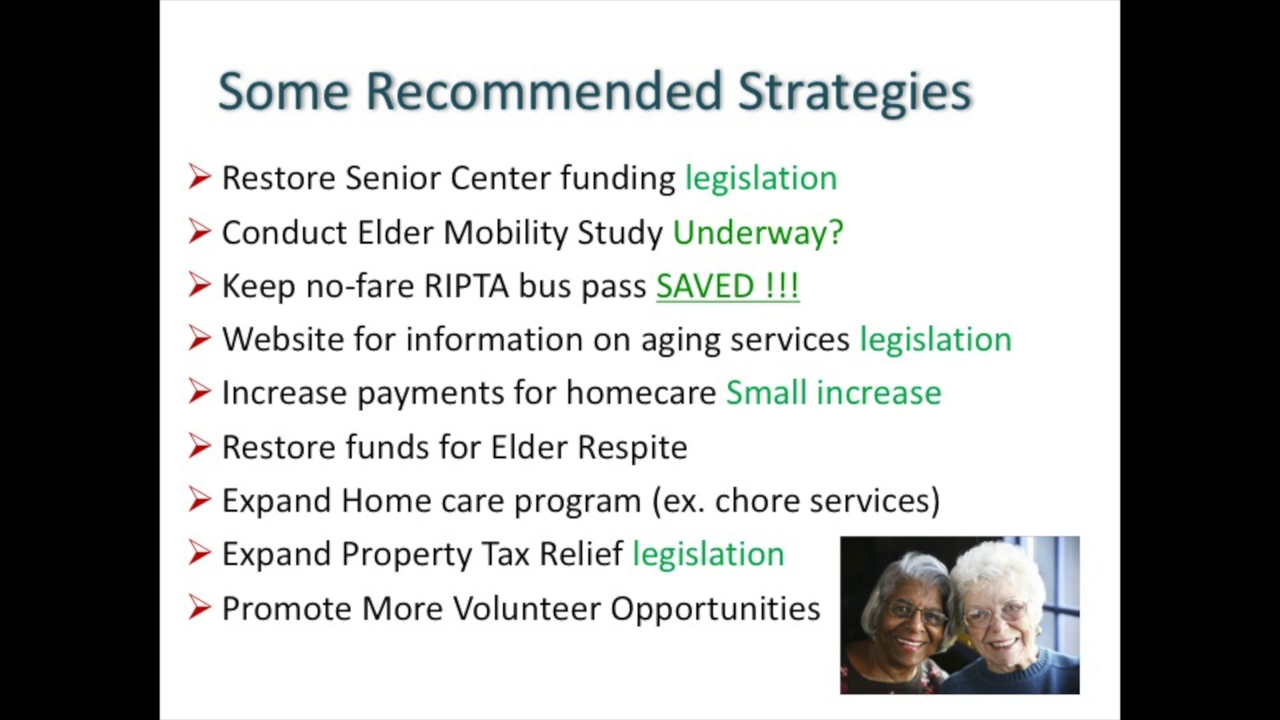 Some Recommended Strategies
Restore Senior Center funding legislation
Conduct Elder Mobility Study Underway?
Keep no-fare RIPTA bus pass SAVED !!!
Website for information on aging services legislation
Increase payments for homecare Small increase
Restore funds for Elder Respite
Expand Home care program (ex. chore services)
Expand Property Tax Relief legislation
Promote More Volunteer Opportunities